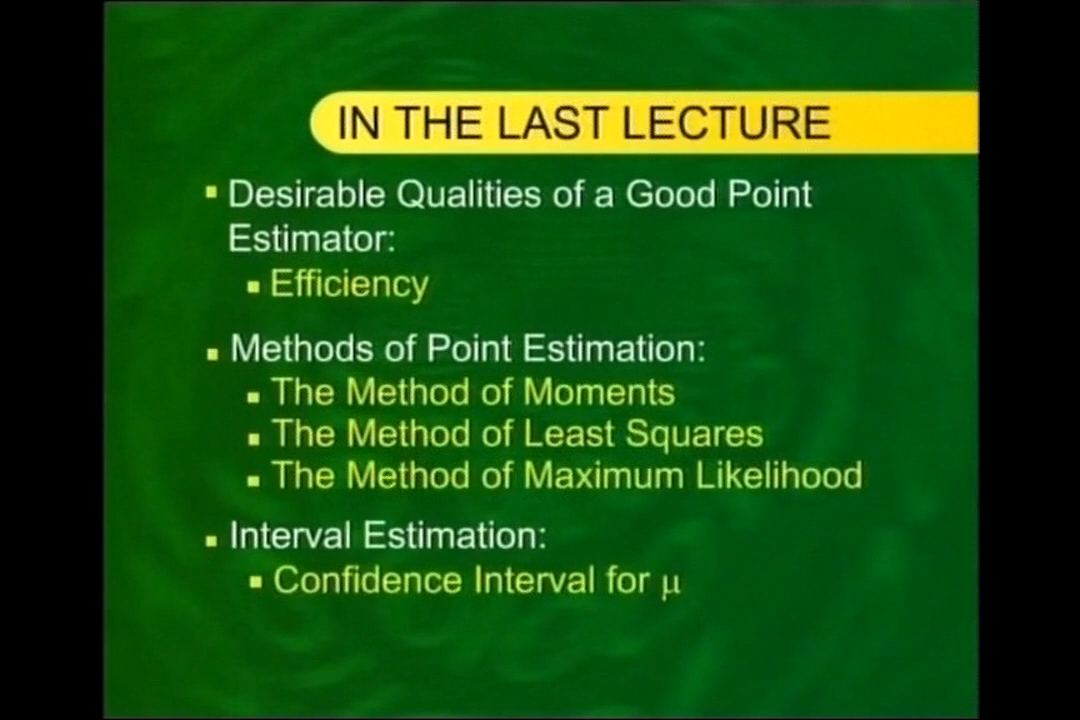 IN THE LAST LECTURE
▪ Desirable Qualities of a Good Point
Estimator:
▪ Efficiency
▪ Methods of Point Estimation:
▪ The Method of Moments
▪ The Method of Least Squares
▪ The Method of Maximum Likelihood
▪ Interval Estimation:
▪ Confidence Interval for μ